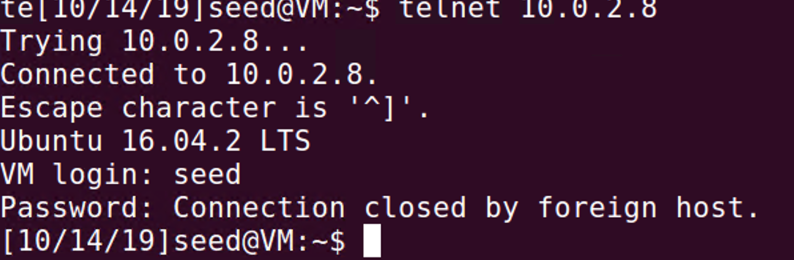 te[10/14/19]seed@VM:~$ telnet 10.0.2.8
Trying 10.0.2.8...
Connected to 10.0.2.8.
Escape character is '^]'.
Ubuntu 16.04.2 LTS
VM login: seed
Password: Connection closed by foreign host.
[10/14/19]seed@VM:~$